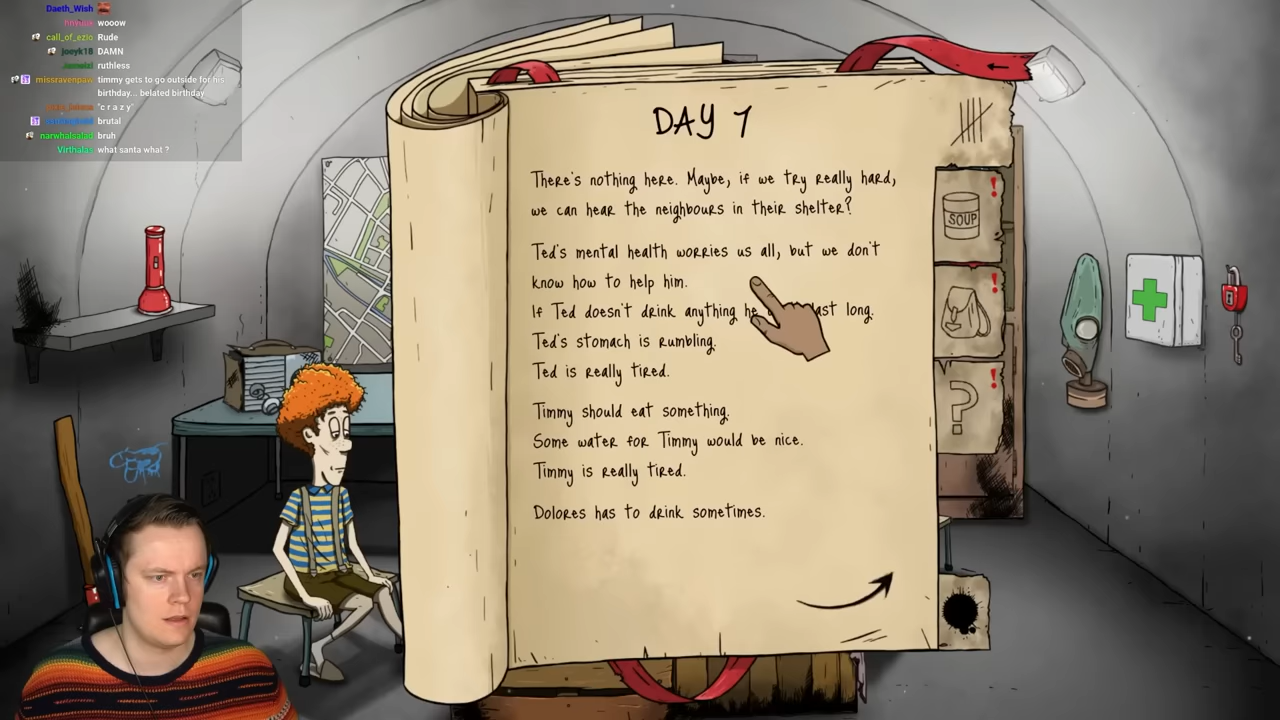 Daeth_Wish
wooow
call_of_ezio Rude
joeyk18 DAMN
ruthless
missravenpaw timmy gets to go outside for his
birthday... belated birthday
"c r a z y"
brutal
narwhalsalad bruh
Virthalas what santa what ?
DAY 7
There's nothing here. Maybe, if we try really hard,
we can hear the neighbours in their shelter?
Ted's mental health worries us all, but we don't
know how to help him.
If Ted doesn't drink anything he last long.
Ted's stomach is rumbling.
Ted is really tired.
Timmy should eat something.
Some water for Timmy would be nice.
Timmy is really tired.
Dolores has to drink sometimes.
!
SOUP
!
!
?